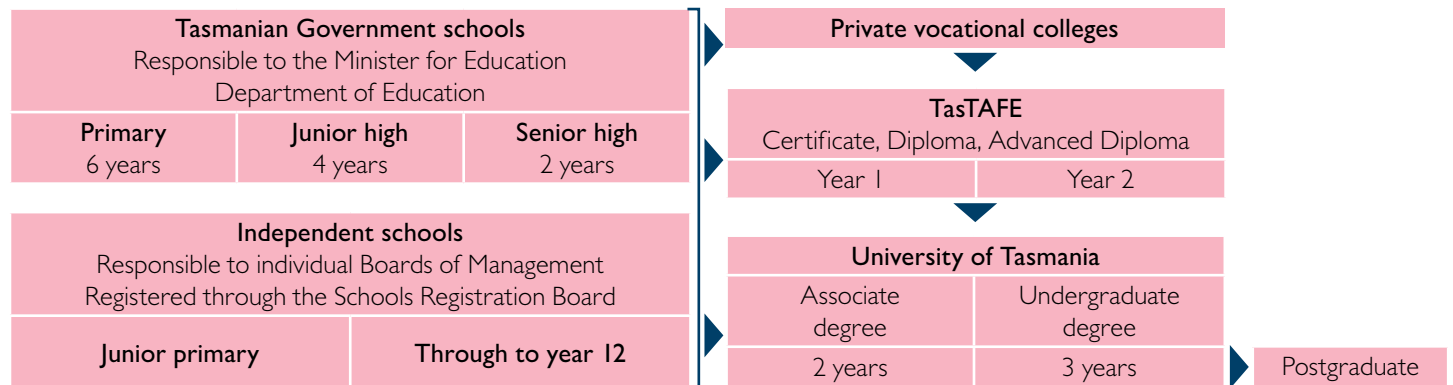 Tasmanian Government schools
Responsible to the Minister for Education
Department of Education
Primary
6 years
Junior high
4 years
Senior high
2 years
Independent schools
Responsible to individual Boards of Management
Registered through the Schools Registration Board
Junior primary
Through to year 12
Private vocational colleges
TasTAFE
Certificate, Diploma, Advanced Diploma
Year 1
Year 2
University of Tasmania
Associate
degree
2 years
Undergraduate
degree
3 years
Postgraduate